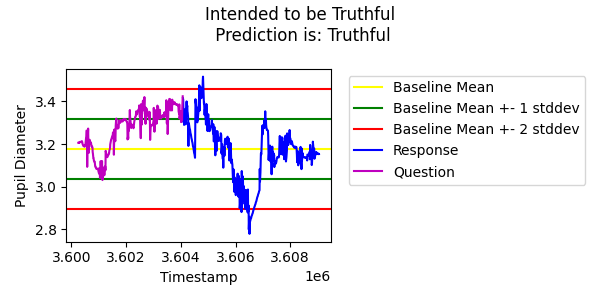 Intended to be Truthful
Prediction is: Truthful
Pupil Diameter
3.4
3.2
3.0
2.8
3.600
3.602
3.604
3.606
3.608
1e6
Timestamp
Baseline Mean
Baseline Mean +- 1 stddev
Baseline Mean +- 2 stddev
Response
Question